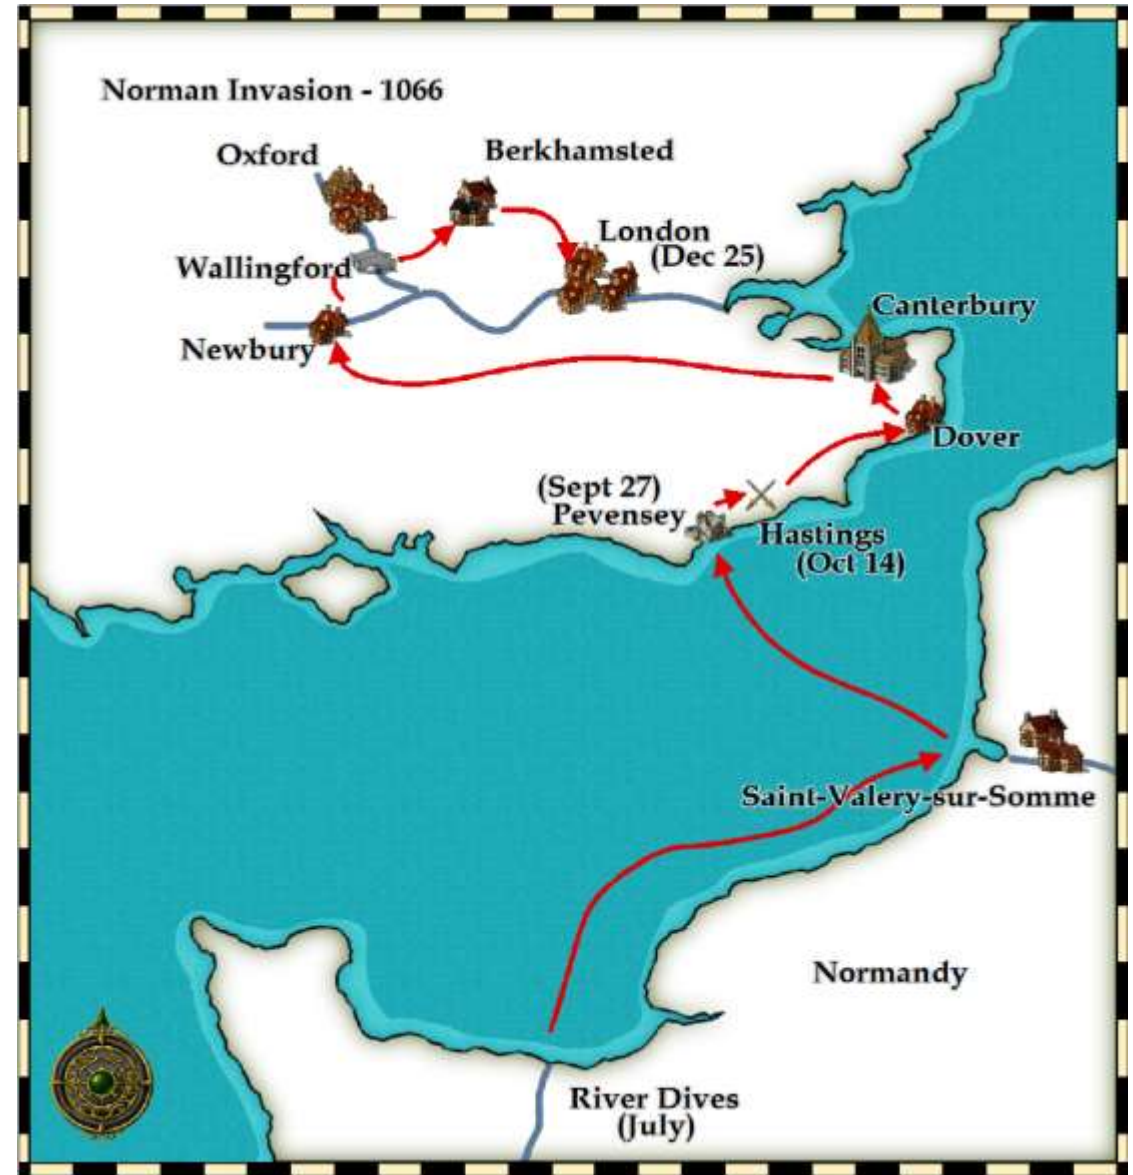 Norman Invasion - 1066
Oxford
Berkhamsted
London
(Dec 25)
Wallingford
Canterbury
Newbury
Dover
(Sept 27)
Pevensey
Hastings
(Oct 14)
Saint-Valery-sur-Somme
Normandy
River Dives
(July)